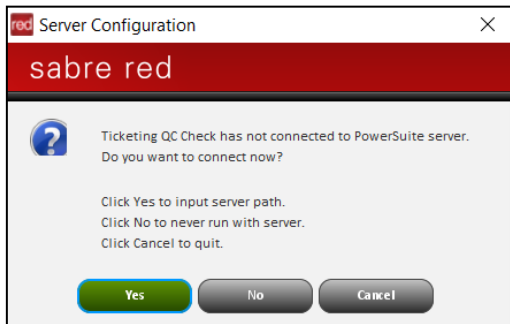 red Server Configuration
sabre red
Ticketing QC Check has not connected to PowerSuite server.
Do you want to connect now?
Click Yes to input server path.
Click No to never run with server.
Click Cancel to quit.
Yes No Cancel